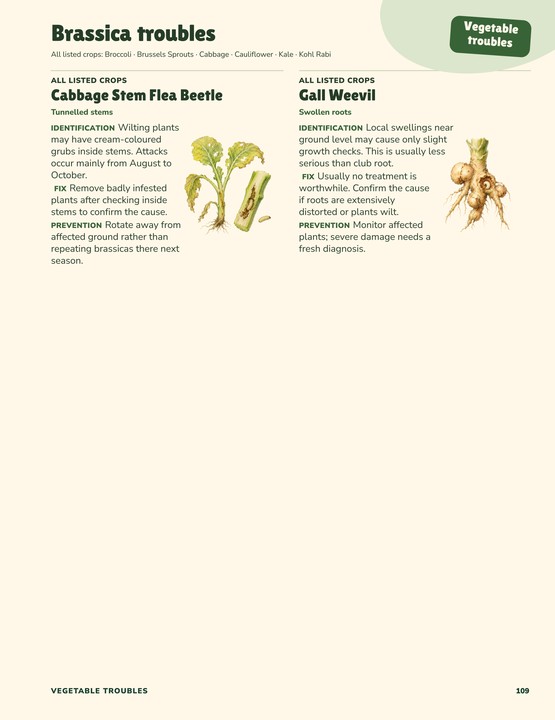 Brassica troubles
Vegetable
troubles
All listed crops: Broccoli · Brussels Sprouts · Cabbage · Cauliflower · Kale · Kohl Rabi
ALL LISTED CROPS
Cabbage Stem Flea Beetle
Tunnelled stems
IDENTIFICATION Wilting plants
may have cream-coloured
grubs inside stems. Attacks
occur mainly from August to
October.
FIX Remove badly infested
plants after checking inside
stems to confirm the cause.
PREVENTION Rotate away from
affected ground rather than
repeating brassicas there next
season.
ALL LISTED CROPS
Gall Weevil
Swollen roots
IDENTIFICATION Local swellings near
ground level may cause only slight
growth checks. This is usually less
serious than club root.
FIX Usually no treatment is
worthwhile. Confirm the cause
if roots are extensively
distorted or plants wilt.
PREVENTION Monitor affected
plants; severe damage needs a
fresh diagnosis.
VEGETABLE TROUBLES
109